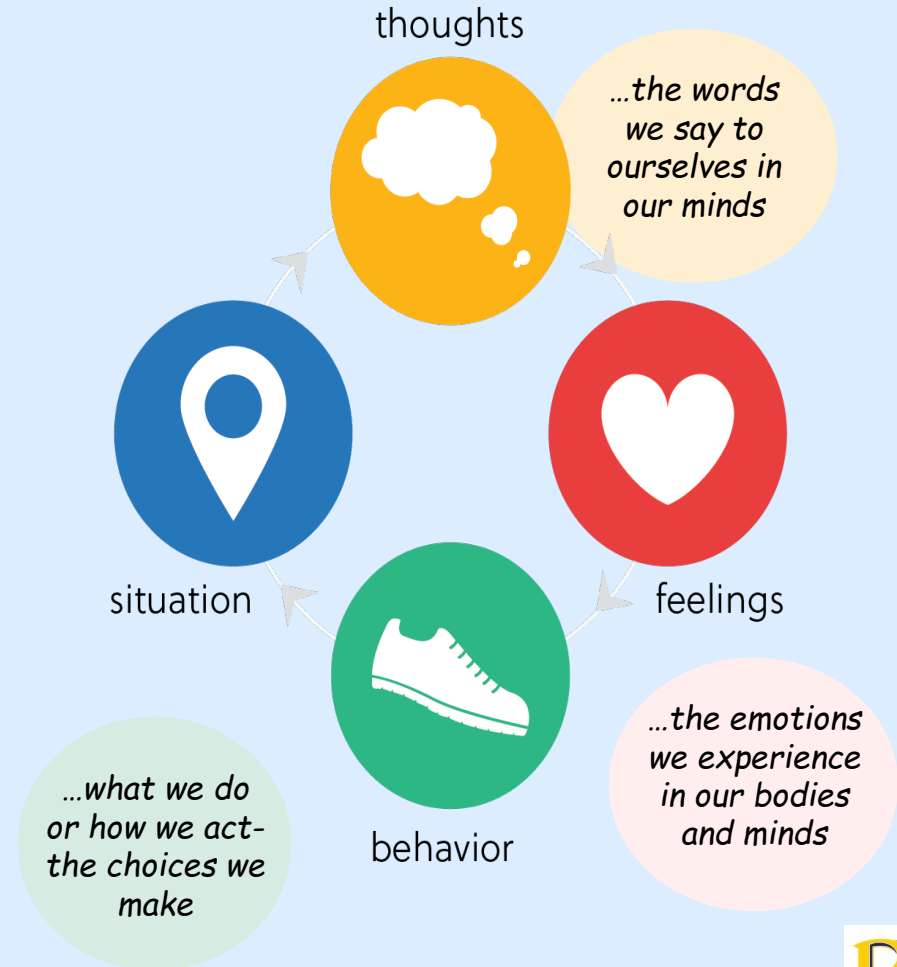 thoughts
…the words
we say to
ourselves in
our minds
situation
feelings
…the emotions
we experience
in our bodies
and minds
…what we do
or how we act-
the choices we
make
behavior